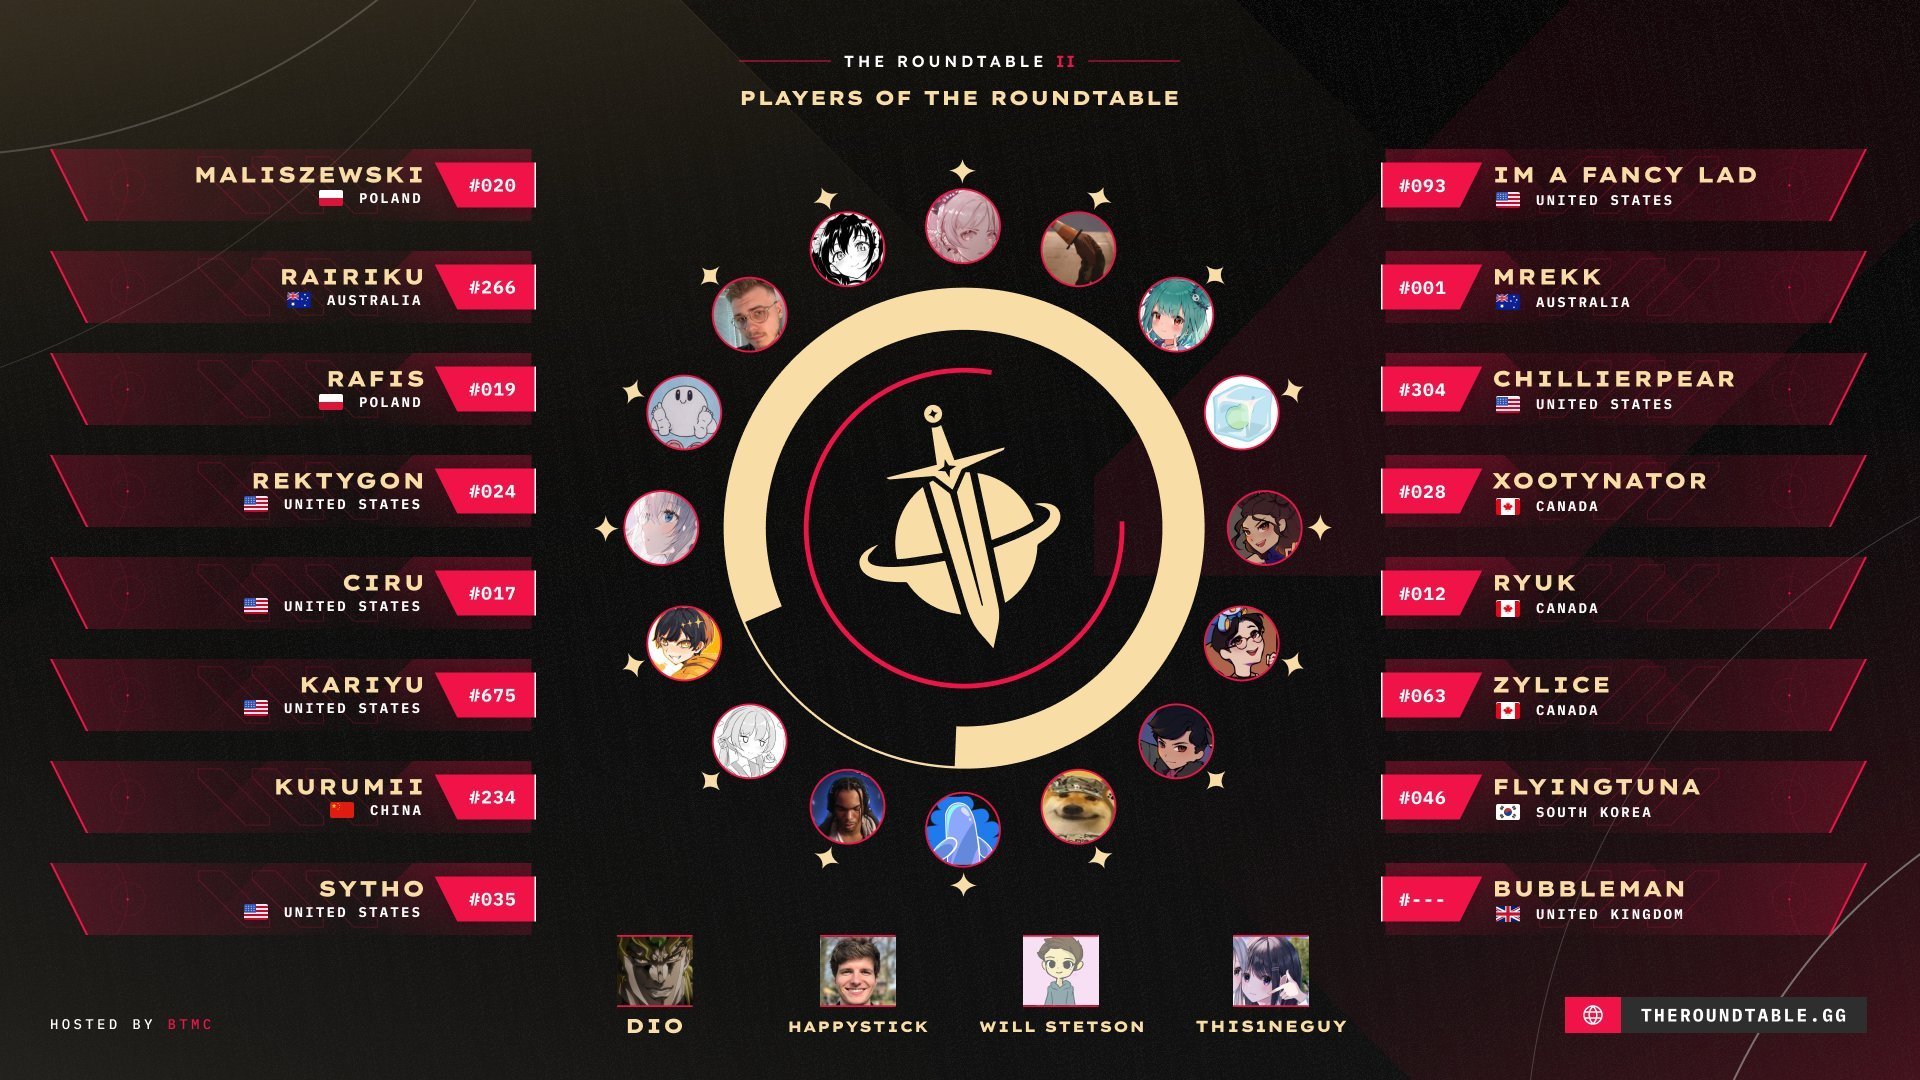 THE ROUNDTABLE II
PLAYERS OF THE ROUNDTABLE
MALISZEWSKI
POLAND
#020
RAIRIKU
AUSTRALIA
#266
RAFIS
POLAND
#019
REKTYGON
UNITED STATES
#024
CIRU
UNITED STATES
#017
KARIYU
UNITED STATES
#675
KURUMII
CHINA
#234
SYTHO
UNITED STATES
#035
#093
IM A FANCY LAD
UNITED STATES
#001
MREKK
AUSTRALIA
#304
CHILLIERPEAR
UNITED STATES
#028
XOOTYNATOR
CANADA
#012
RYUK
CANADA
#063
ZYLICE
CANADA
#046
FLYINGTUNA
SOUTH KOREA
#---
BUBBLEMAN
UNITED KINGDOM
DIO
HAPPYSTICK
WILL STETSON
THIS1NEGUY
HOSTED BY BTMC
THEROUNDTABLE.GG